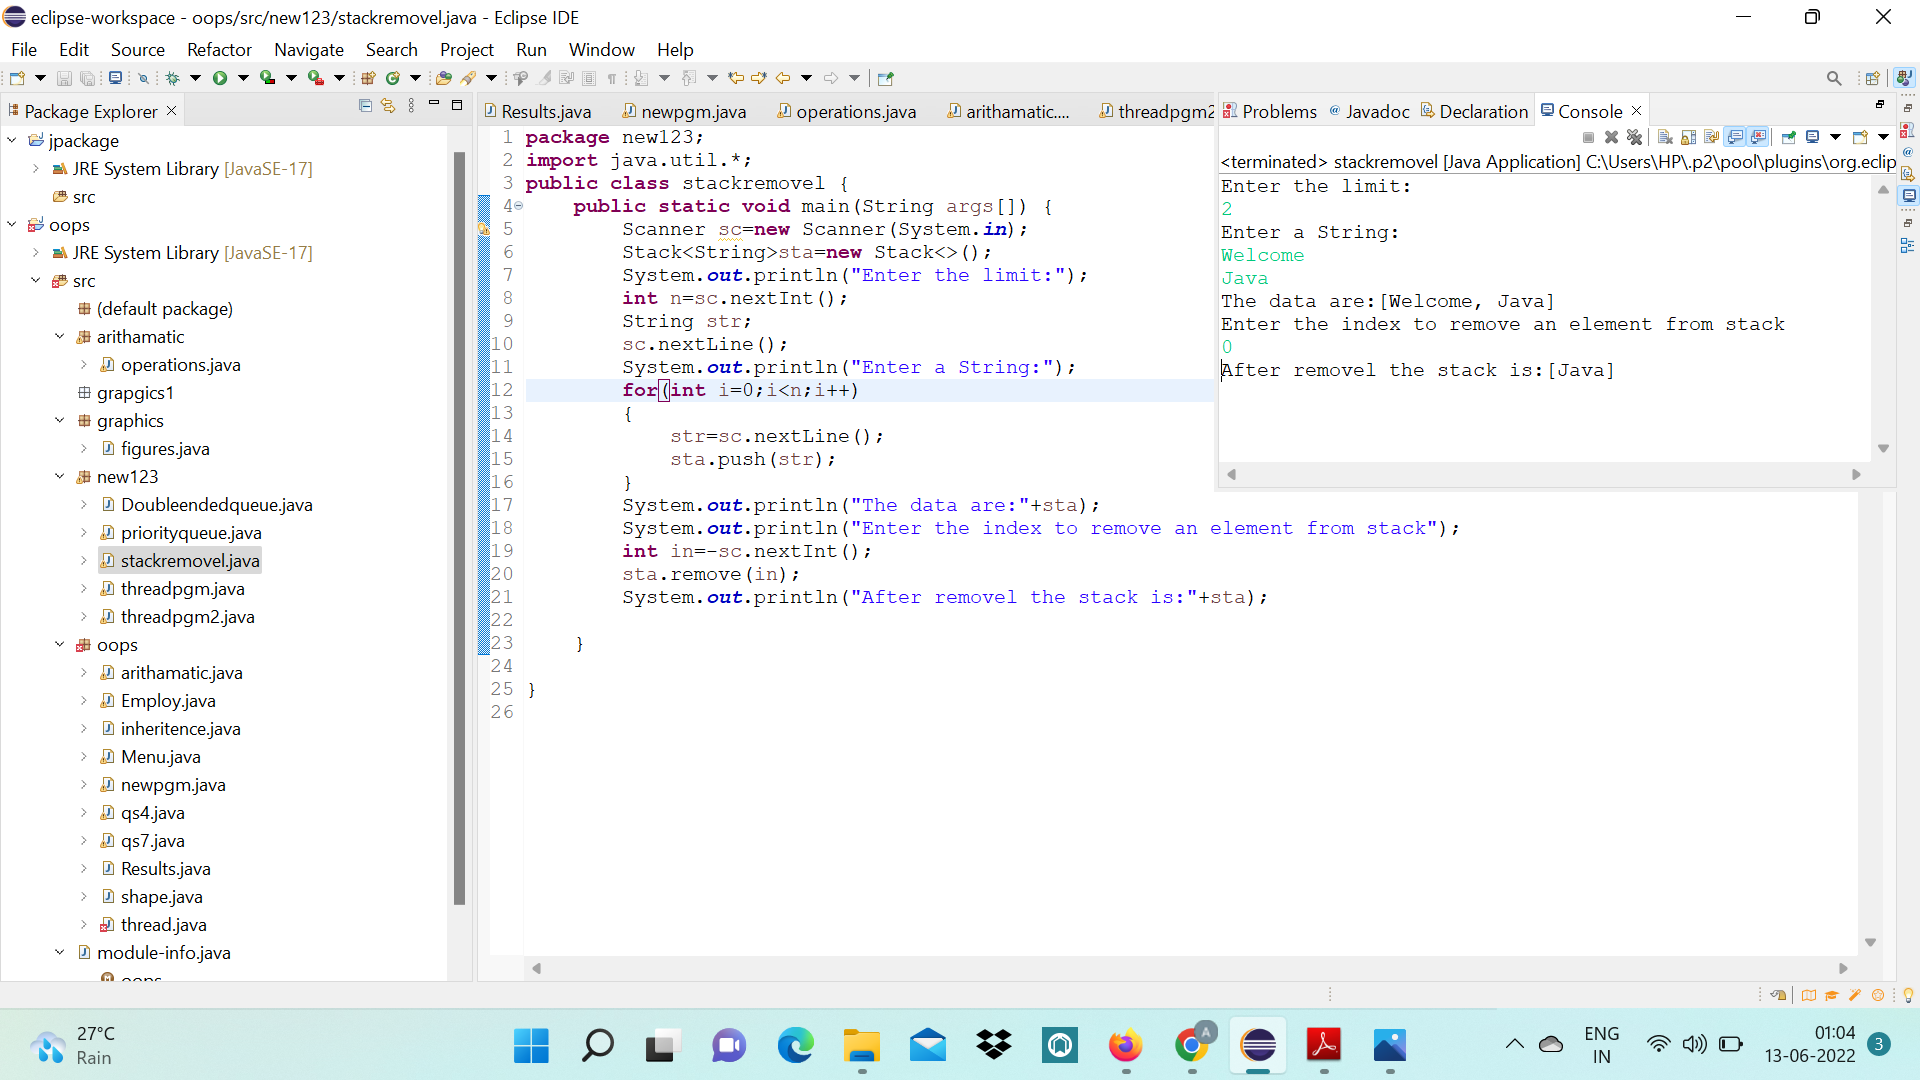 eclipse-workspace - oops/src/new123/stackremovel.java - Eclipse IDE
File Edit Source Refactor Navigate Search Project Run Window Help
Package Explorer
jpackage
JRE System Library [JavaSE-17]
src
oops
JRE System Library [JavaSE-17]
src
(default package)
arithamatic
operations.java
grapgics1
graphics
figures.java
new123
Doubleendedqueue.java
priorityqueue.java
stackremovel.java
threadpgm.java
threadpgm2.java
oops
arithamatic.java
Employ.java
inheritence.java
Menu.java
newpgm.java
qs4.java
qs7.java
Results.java
shape.java
thread.java
module-info.java
oops
Results.java newpgm.java operations.java arithamatic.... threadpgm2
1 package new123;
2 import java.util.*;
3 public class stackremovel {
4 public static void main(String args[]) {
5 Scanner sc=new Scanner(System.in);
6 Stack<String>sta=new Stack<>();
7 System.out.println("Enter the limit:");
8 int n=sc.nextInt();
9 String str;
10 sc.nextLine();
11 System.out.println("Enter a String:");
12 for(int i=0;i<n;i++)
13 {
14 str=sc.nextLine();
15 sta.push(str);
16 }
17 System.out.println("The data are:"+sta);
18 System.out.println("Enter the index to remove an element from stack");
19 int in=-sc.nextInt();
20 sta.remove(in);
21 System.out.println("After removel the stack is:"+sta);
22
23 }
24
25 }
26
Problems @ Javadoc Declaration Console
<terminated> stackremovel [Java Application] C:\Users\HP\.p2\pool\plugins\org.eclip
Enter the limit:
2
Enter a String:
Welcome
Java
The data are:[Welcome, Java]
Enter the index to remove an element from stack
0
After removel the stack is:[Java]
27°C
Rain
A
ENG
IN
01:04
13-06-2022
3